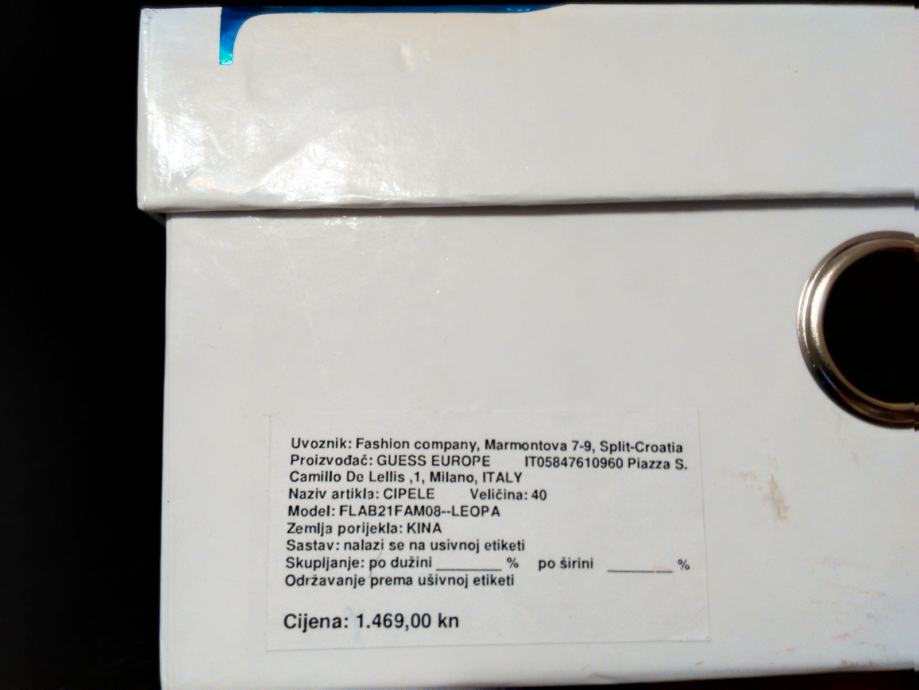 Uvoznik: Fashion company, Marmontova 7-9, Split-Croatia
Proizvođač: GUESS EUROPE IT05847610960 Piazza S.
Camillo De Lellis ,1, Milano, ITALY
Naziv artikla: CIPELE Veličina: 40
Model: FLAB21FAM08--LEOPA
Zemlja porijekla: KINA
Sastav: nalazi se na usivnoj etiketi
Skupljanje: po dužini ________ % po širini ________ %
Održavanje prema ušivnoj etiketi
Cijena: 1.469,00 kn